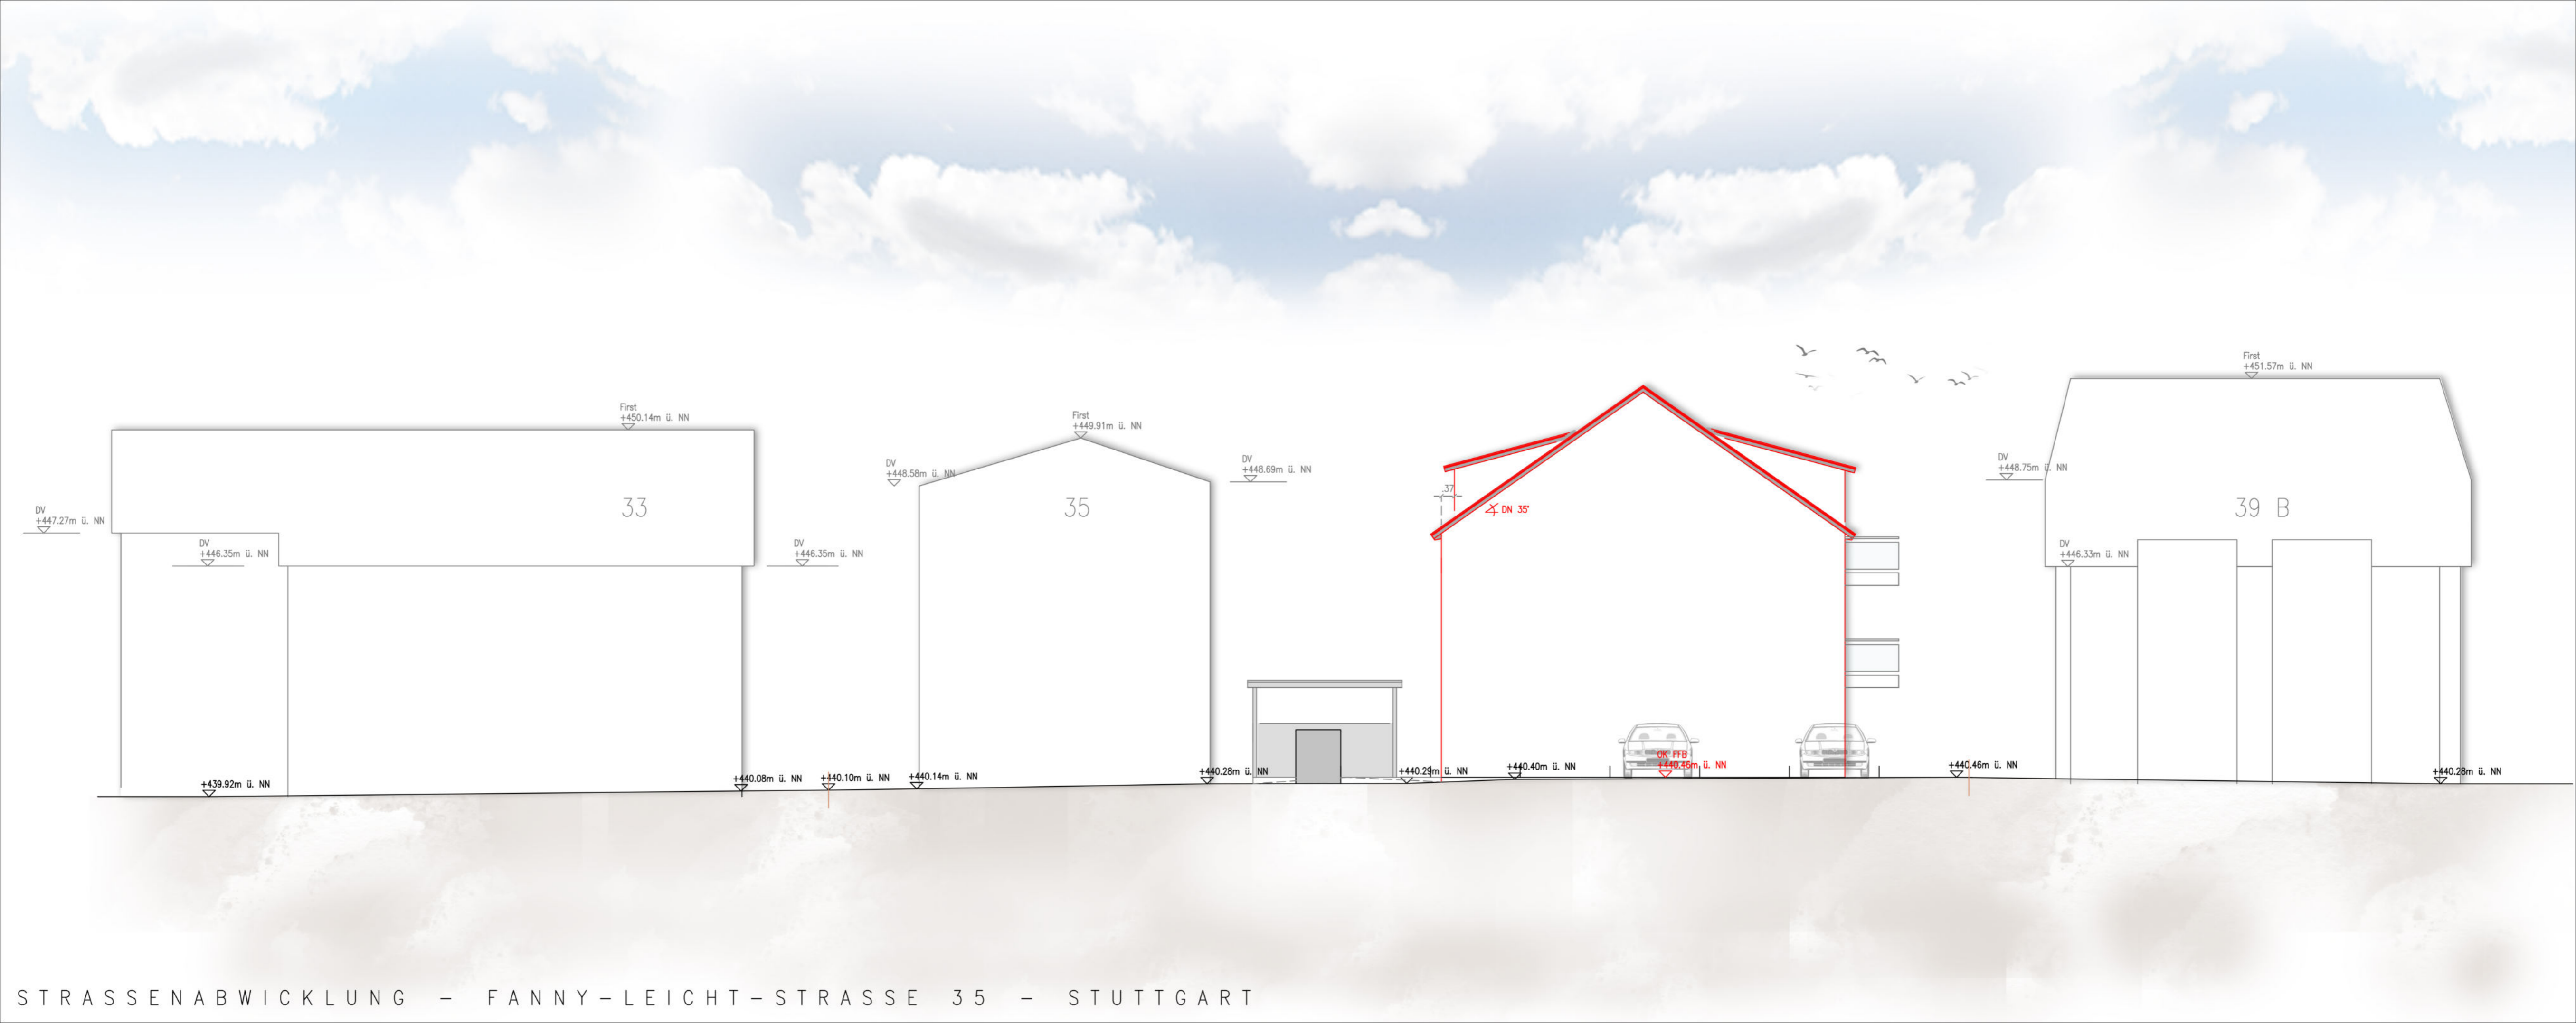 First
+451.57m ü. NN
First
+450.14m ü. NN
First
+449.91m ü. NN
DV
+448.58m ü. NN
DV
+448.69m ü. NN
DV
+448.75m ü. NN
.37
DN 35°
33
35
39 B
DV
+447.27m ü. NN
DV
+446.35m ü. NN
DV
+446.35m ü. NN
DV
+446.33m ü. NN
OK FFB
+440.46m ü. NN
+439.92m ü. NN
+440.08m ü. NN
+440.10m ü. NN
+440.14m ü. NN
+440.28m ü. NN
+440.29m ü. NN
+440.40m ü. NN
+440.46m ü. NN
+440.28m ü. NN
STRASSENABWICKLUNG – FANNY-LEICHT-STRASSE 35 – STUTTGART